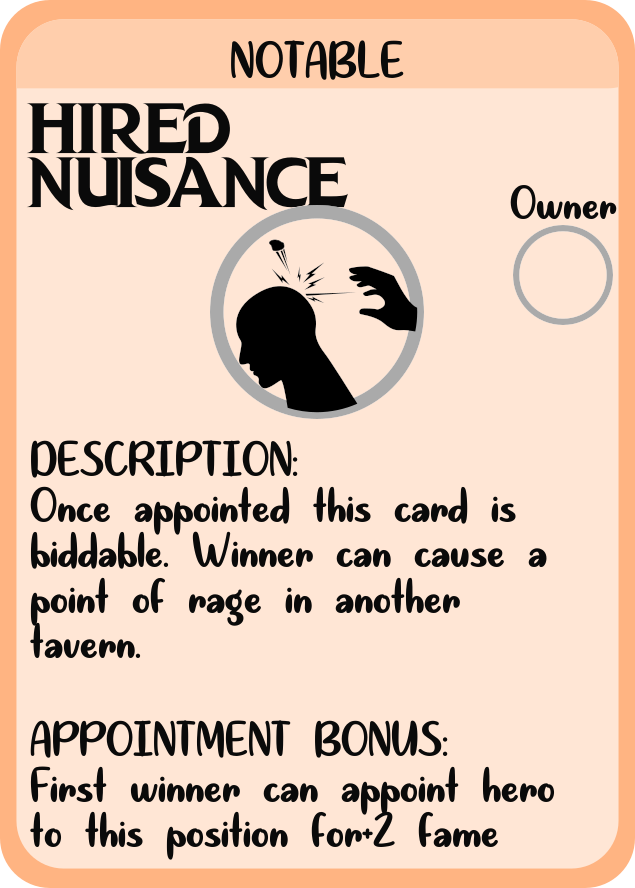 NOTABLE
HIRED
NUISANCE
Owner
DESCRIPTION:
Once appointed this card is
biddable. Winner can cause a
point of rage in another
tavern.
APPOINTMENT BONUS:
First winner can appoint hero
to this position for+2 fame